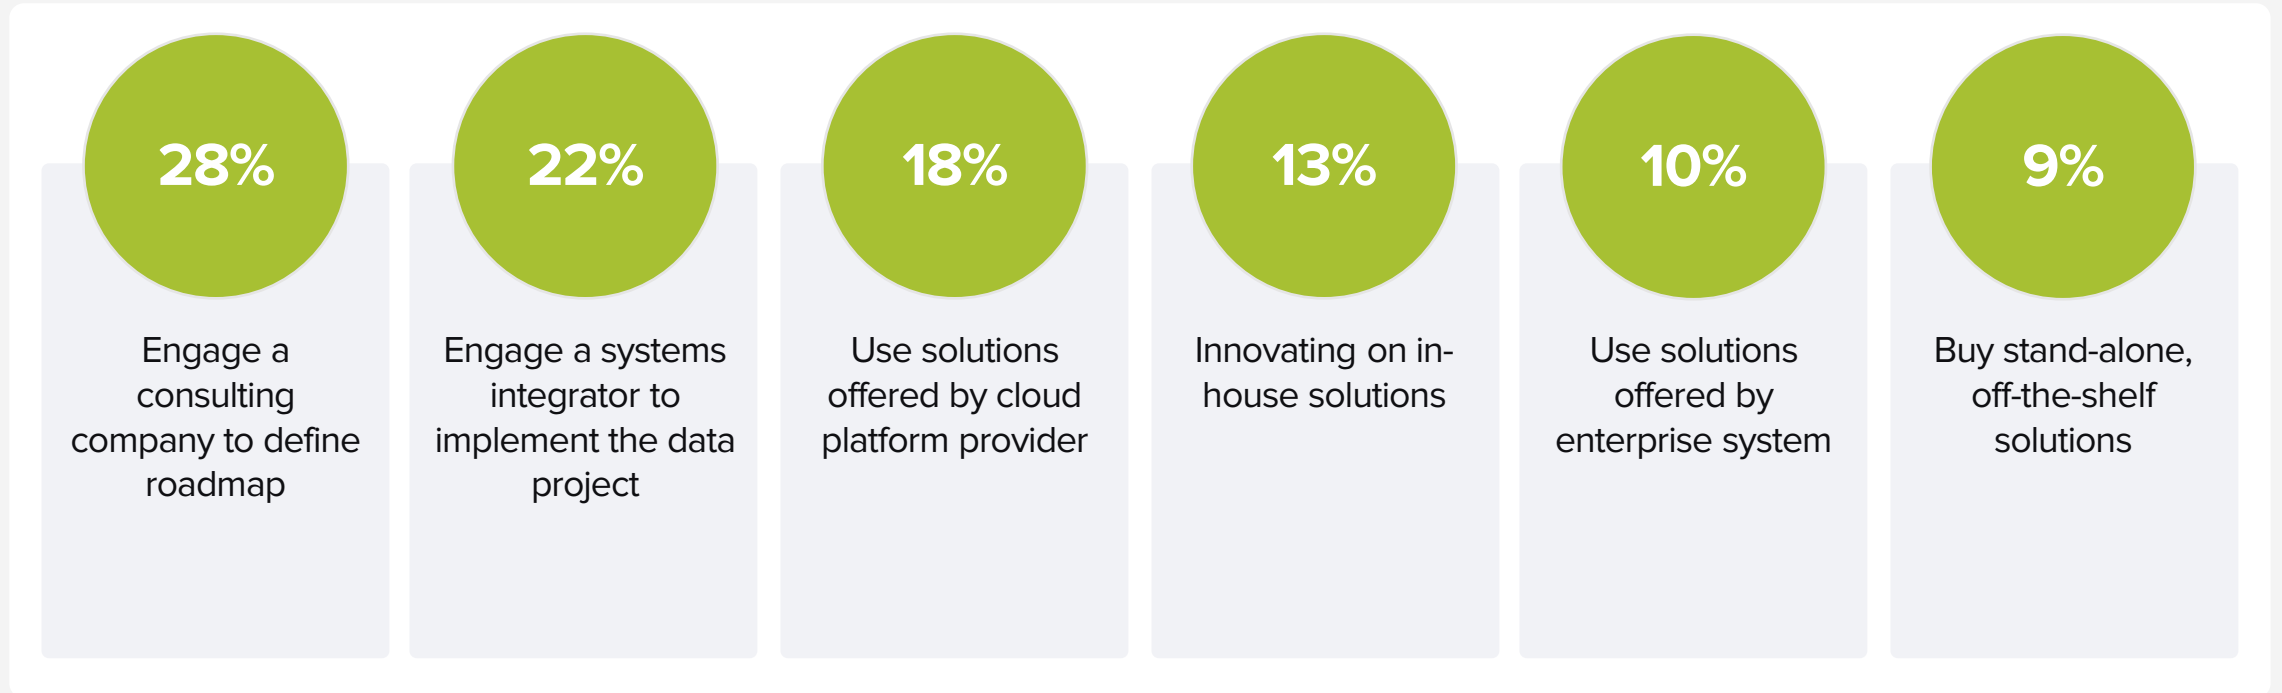 28%
Engage a
consulting
company to define
roadmap
22%
Engage a systems
integrator to
implement the data
project
18%
Use solutions
offered by cloud
platform provider
13%
Innovating on in-
house solutions
10%
Use solutions
offered by
enterprise system
9%
Buy stand-alone,
off-the-shelf
solutions